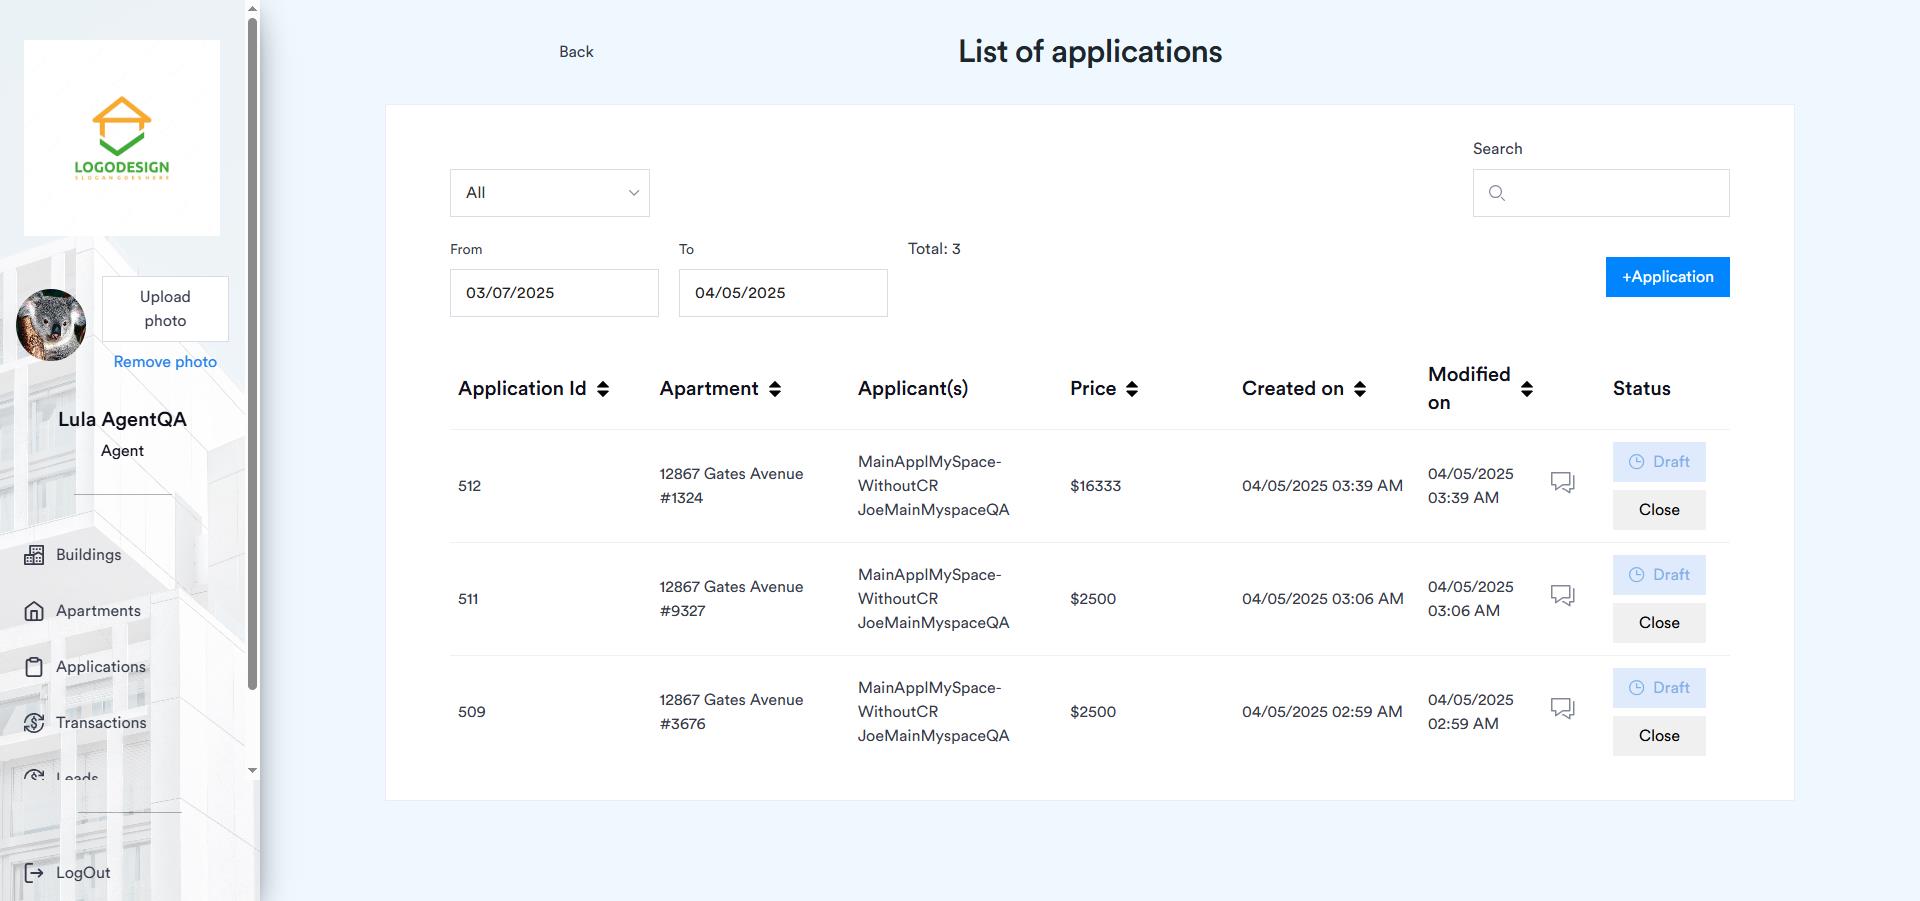 LOGODESIGN
SLOGAN GOES HERE
Upload
photo
Remove photo
Lula AgentQA
Agent
Buildings
Apartments
Applications
Transactions
Leads
LogOut
Back
List of applications
Search
All
From
To
Total: 3
03/07/2025
04/05/2025
+Application
Application Id
Apartment
Applicant(s)
Price
Created on
Modified
on
Status
512
12867 Gates Avenue
#1324
MainApplMySpace-
WithoutCR
JoeMainMyspaceQA
$16333
04/05/2025 03:39 AM
04/05/2025
03:39 AM
Draft
Close
511
12867 Gates Avenue
#9327
MainApplMySpace-
WithoutCR
JoeMainMyspaceQA
$2500
04/05/2025 03:06 AM
04/05/2025
03:06 AM
Draft
Close
509
12867 Gates Avenue
#3676
MainApplMySpace-
WithoutCR
JoeMainMyspaceQA
$2500
04/05/2025 02:59 AM
04/05/2025
02:59 AM
Draft
Close